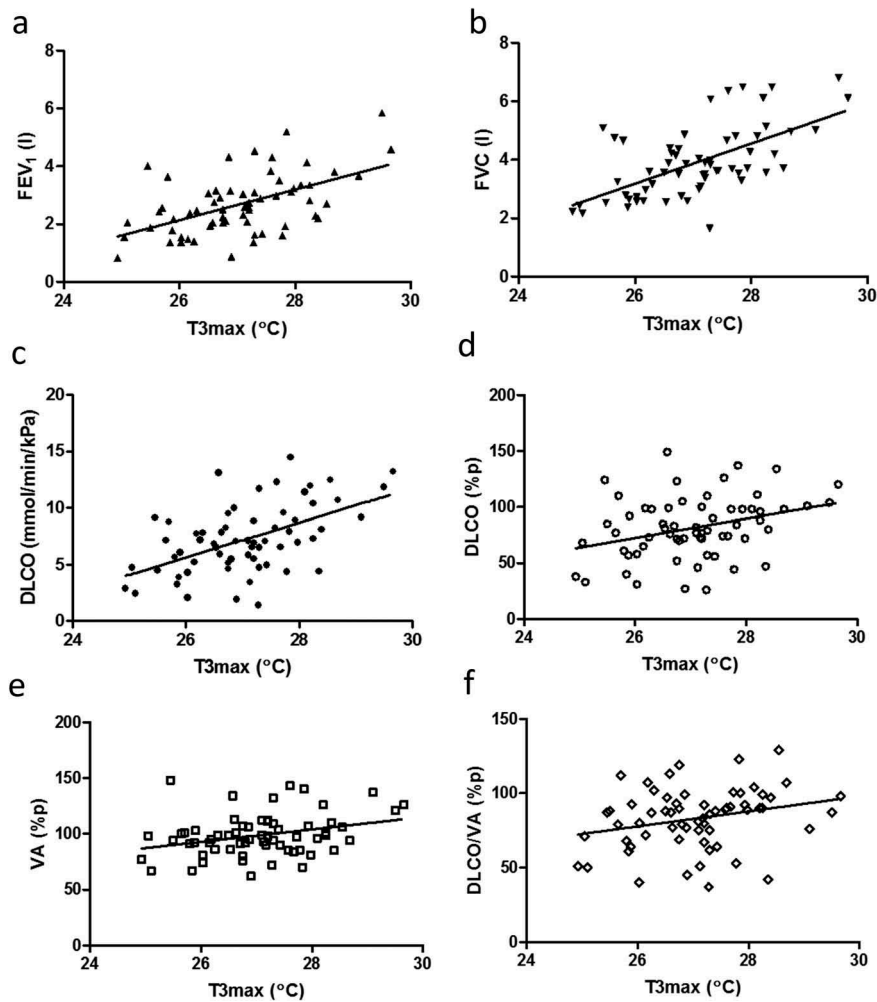 a
FEV1 (l)
8
6
4
2
0
24 26 28 30
T3max (°C)
b
FVC (l)
8
6
4
2
0
24 26 28 30
T3max (°C)
c
DLCO (mmol/min/kPa)
20
15
10
5
0
24 26 28 30
T3max (°C)
d
DLCO (%p)
200
150
100
50
0
24 26 28 30
T3max (°C)
e
VA (%p)
200
150
100
50
0
24 26 28 30
T3max (°C)
f
DLCO/VA (%p)
150
100
50
0
24 26 28 30
T3max (°C)